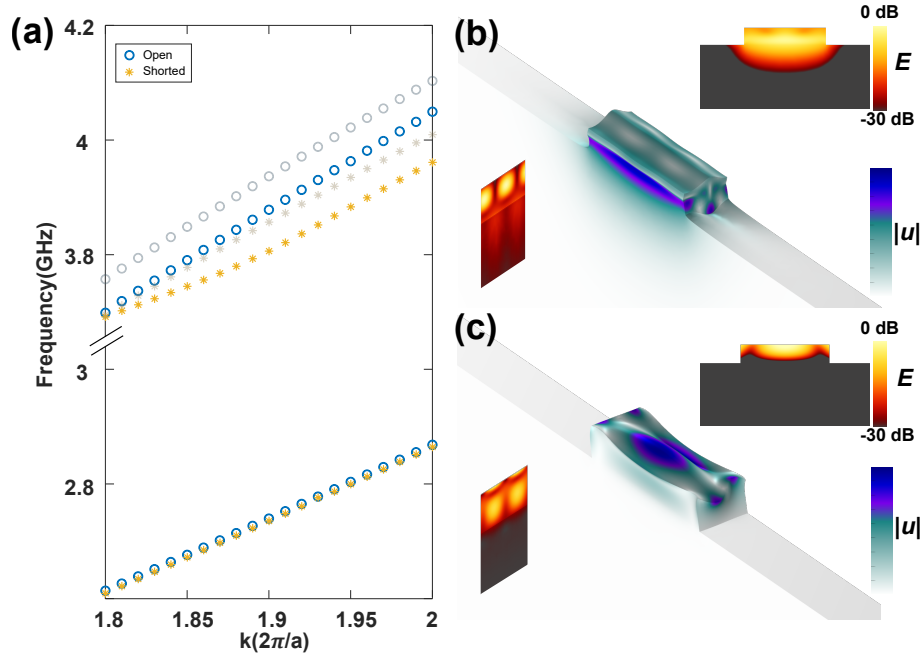 (a)
4.2
4
3.8
3
2.8
Frequency(GHz)
Open
Shorted
1.8 1.85 1.9 1.95 2
k(2π/a)
(b)
0 dB
E
-30 dB
|u|
(c)
0 dB
E
-30 dB
|u|